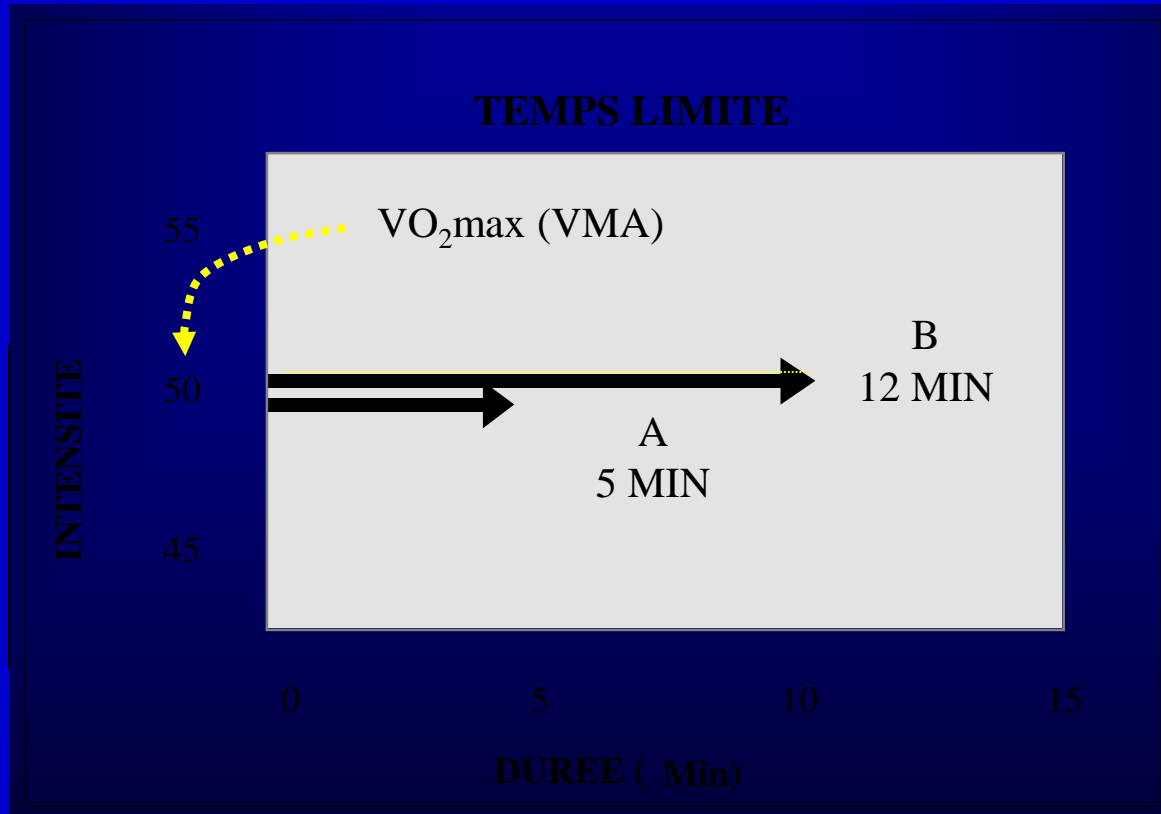 TEMPS LIMITE
VO₂max (VMA)
55
B
12 MIN
50
A
5 MIN
45
INTENSITE
0 5 10 15
DUREE ( Min)